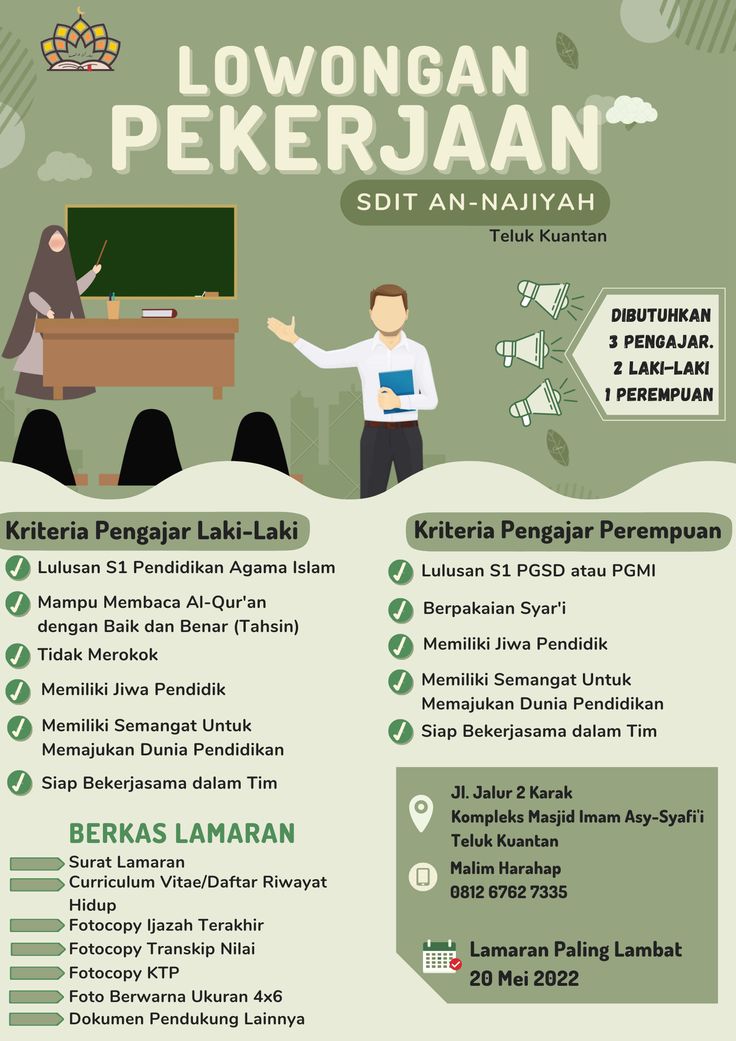 LOWONGAN
PEKERJAAN
SDIT AN-NAJIYAH
Teluk Kuantan
DIBUTUHKAN
3 PENGAJAR.
2 LAKI-LAKI
1 PEREMPUAN
Kriteria Pengajar Laki-Laki
Lulusan S1 Pendidikan Agama Islam
Mampu Membaca Al-Qur'an
dengan Baik dan Benar (Tahsin)
Tidak Merokok
Memiliki Jiwa Pendidik
Memiliki Semangat Untuk
Memajukan Dunia Pendidikan
Siap Bekerjasama dalam Tim
Kriteria Pengajar Perempuan
Lulusan S1 PGSD atau PGMI
Berpakaian Syar'i
Memiliki Jiwa Pendidik
Memiliki Semangat Untuk
Memajukan Dunia Pendidikan
Siap Bekerjasama dalam Tim
BERKAS LAMARAN
Surat Lamaran
Curriculum Vitae/Daftar Riwayat
Hidup
Fotocopy Ijazah Terakhir
Fotocopy Transkip Nilai
Fotocopy KTP
Foto Berwarna Ukuran 4x6
Dokumen Pendukung Lainnya
Jl. Jalur 2 Karak
Kompleks Masjid Imam Asy-Syafi'i
Teluk Kuantan
Malim Harahap
0812 6762 7335
Lamaran Paling Lambat
20 Mei 2022